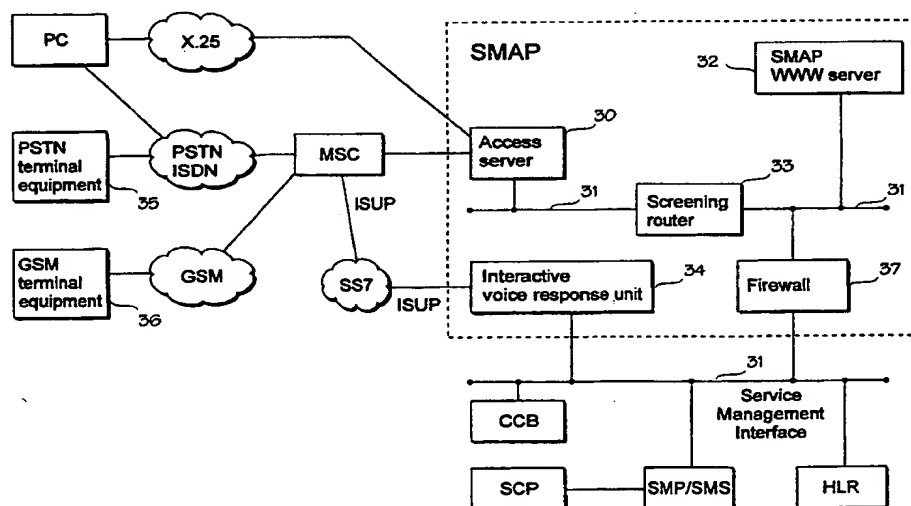 PC
X.25
SMAP
32
SMAP
WWW server
30
Access
server
PSTN
terminal
equipment
35
PSTN
ISDN
MSC
33
31
Screening
router
31
ISUP
GSM
terminal
equipment
36
GSM
SS7
ISUP
Interactive
voice response unit
34
Firewall
37
31
Service
Management
Interface
CCB
SCP
SMP/SMS
HLR